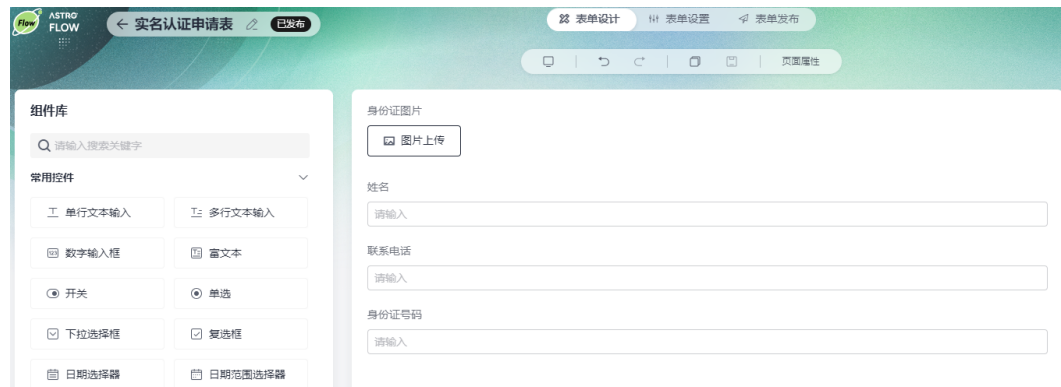 Flow
ASTRO
FLOW
实名认证申请表
已发布
表单设计
表单设置
表单发布
页面属性
组件库
请输入搜索关键字
常用控件
单行文本输入
多行文本输入
数字输入框
富文本
开关
单选
下拉选择框
复选框
日期选择器
日期范围选择器
身份证图片
图片上传
姓名
请输入
联系电话
请输入
身份证号码
请输入